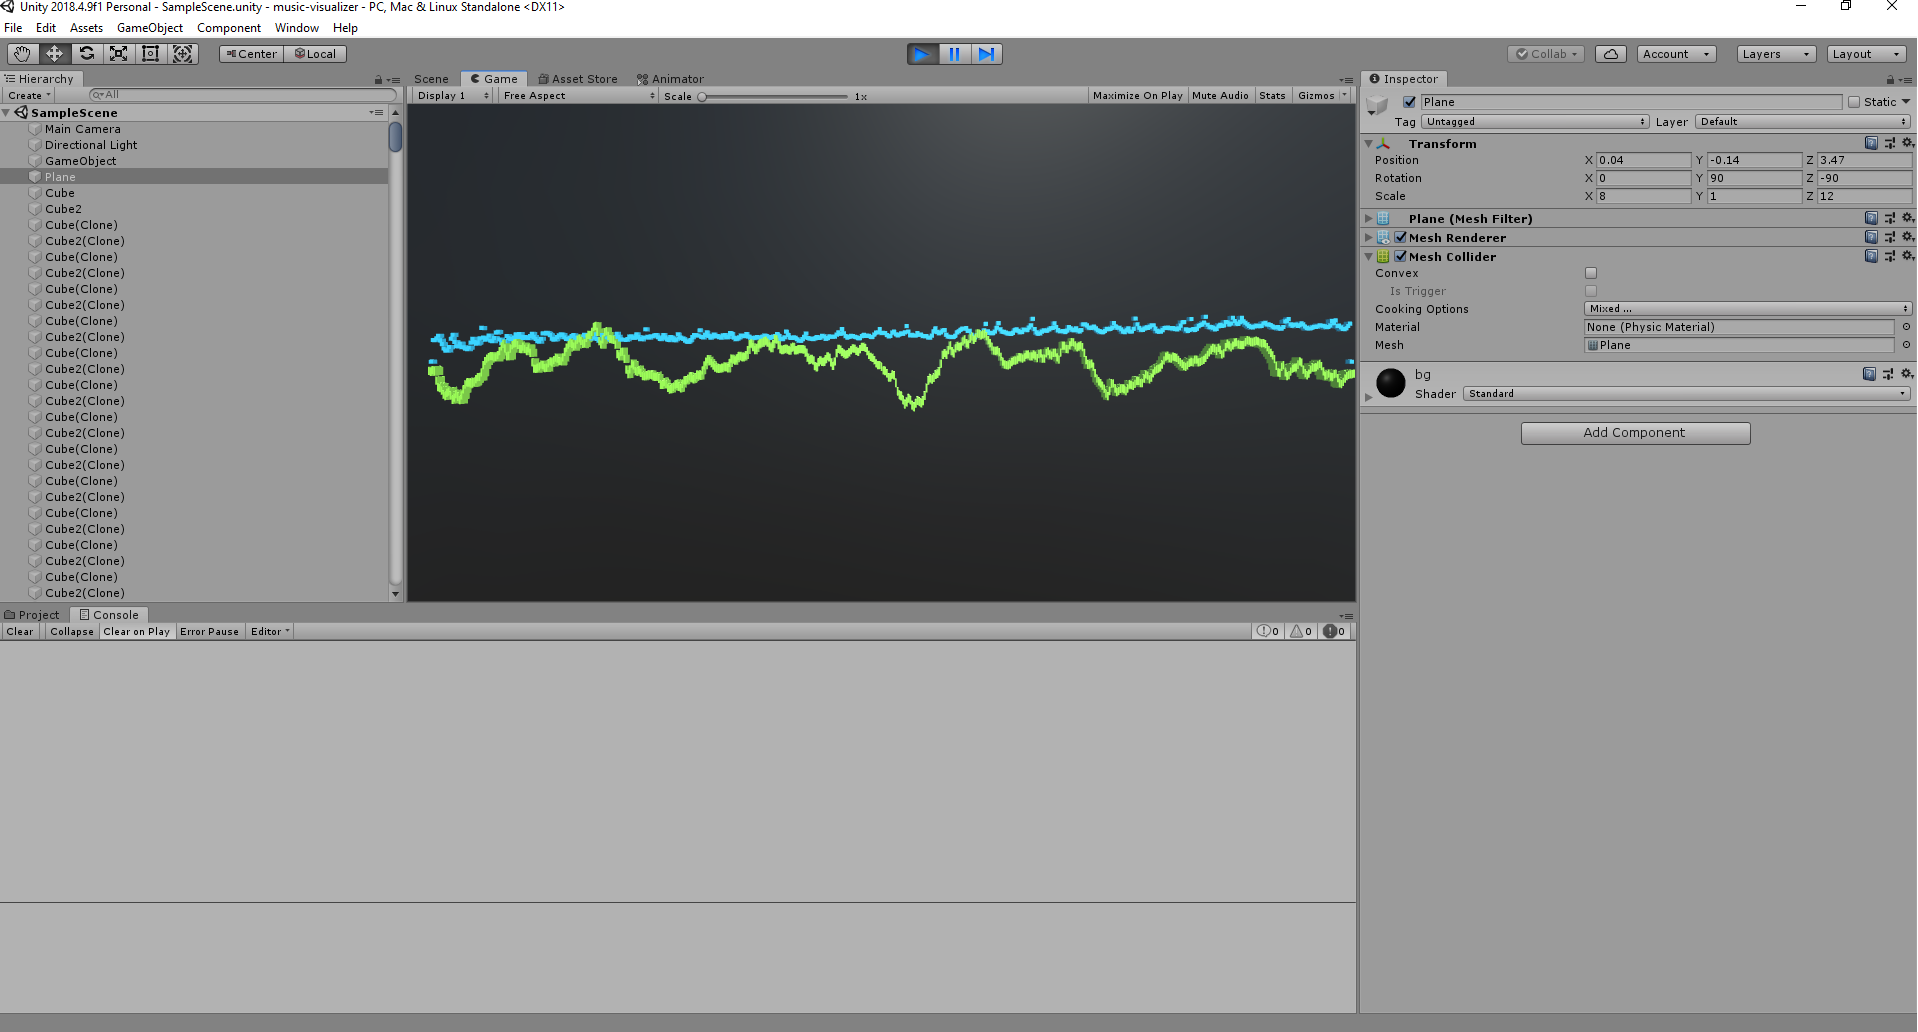 Unity 2018.4.9f1 Personal - SampleScene.unity - music-visualizer - PC, Mac & Linux Standalone <DX11>
File Edit Assets GameObject Component Window Help
Center Local Collab Account Layers Layout
Hierarchy
Create All
SampleScene
Main Camera
Directional Light
GameObject
Plane
Cube
Cube2
Cube(Clone)
Cube2(Clone)
Cube(Clone)
Cube2(Clone)
Cube(Clone)
Cube2(Clone)
Cube(Clone)
Cube2(Clone)
Cube(Clone)
Cube2(Clone)
Cube(Clone)
Cube2(Clone)
Cube(Clone)
Cube2(Clone)
Cube(Clone)
Cube2(Clone)
Cube(Clone)
Cube2(Clone)
Cube(Clone)
Cube2(Clone)
Cube(Clone)
Cube2(Clone)
Cube(Clone)
Cube2(Clone)
Scene Game Asset Store Animator
Display 1 Free Aspect Scale 1x Maximize On Play Mute Audio Stats Gizmos
Inspector
Plane Static
Tag Untagged Layer Default
Transform
Position X 0.04 Y -0.14 Z 3.47
Rotation X 0 Y 90 Z -90
Scale X 8 Y 1 Z 12
Plane (Mesh Filter)
Mesh Renderer
Mesh Collider
Convex
Is Trigger
Cooking Options Mixed ...
Material None (Physic Material)
Mesh Plane
bg
Shader Standard
Add Component
Project Console
Clear Collapse Clear on Play Error Pause Editor 0 0 0